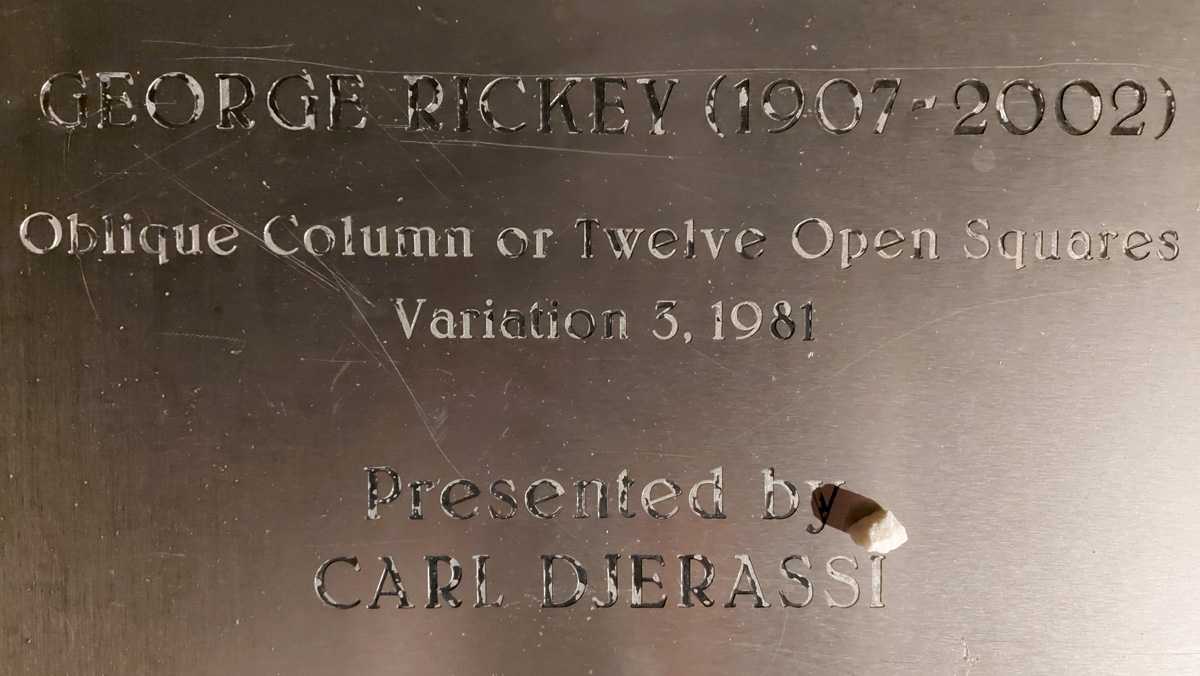 GEORGE RICKEY (1907-2002)
Oblique Column or Twelve Open Squares
Variation 3, 1981
Presented by
CARL DJERASSI